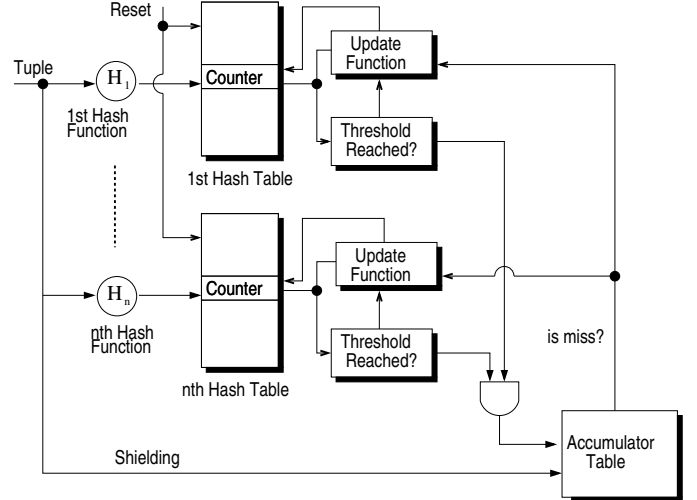 Reset
Tuple
H1
Counter
Update
Function
1st Hash
Function
Threshold
Reached?
1st Hash Table
Update
Function
Hn
Counter
nth Hash
Function
Threshold
Reached?
is miss?
nth Hash Table
Shielding
Accumulator
Table